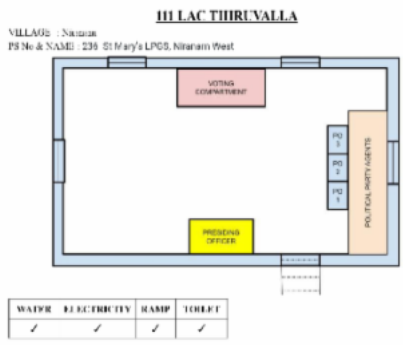 111 LAC THIRUVALLA
VILLAGE : Niranam
PS No & NAME : 236 St Mary's LPGS, Niranam West
VOTING
COMPARTMENT
PO
3
PO
2
PO
1
POLITICAL PARTY AGENTS
PRESIDING
OFFICER
WATER ELECTRICITY RAMP TOILET
✓ ✓ ✓ ✓